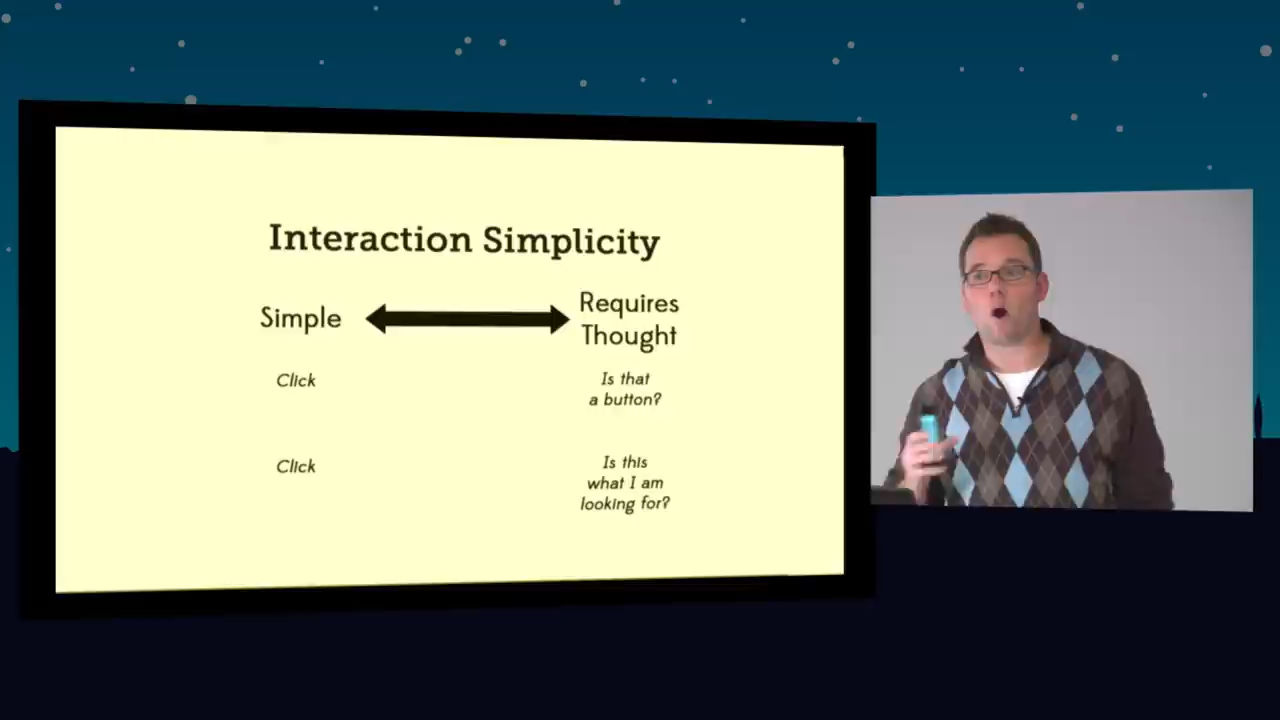 Interaction Simplicity
Simple
Requires
Thought
Click
Is that
a button?
Click
Is this
what I am
looking for?